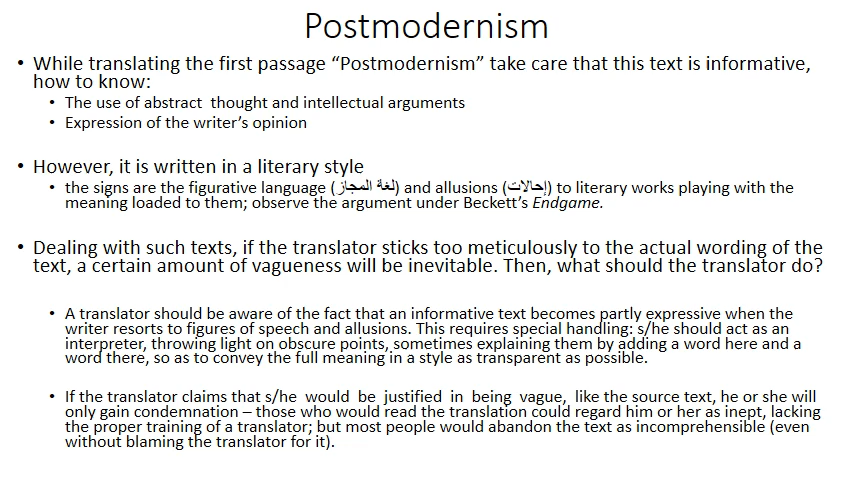 Postmodernism
• While translating the first passage “Postmodernism” take care that this text is informative,
how to know:
• The use of abstract thought and intellectual arguments
• Expression of the writer’s opinion
• However, it is written in a literary style
• the signs are the figurative language (لغة المجاز) and allusions (إحالات) to literary works playing with the
meaning loaded to them; observe the argument under Beckett’s Endgame.
• Dealing with such texts, if the translator sticks too meticulously to the actual wording of the
text, a certain amount of vagueness will be inevitable. Then, what should the translator do?
• A translator should be aware of the fact that an informative text becomes partly expressive when the
writer resorts to figures of speech and allusions. This requires special handling: s/he should act as an
interpreter, throwing light on obscure points, sometimes explaining them by adding a word here and a
word there, so as to convey the full meaning in a style as transparent as possible.
• If the translator claims that s/he would be justified in being vague, like the source text, he or she will
only gain condemnation – those who would read the translation could regard him or her as inept, lacking
the proper training of a translator; but most people would abandon the text as incomprehensible (even
without blaming the translator for it).